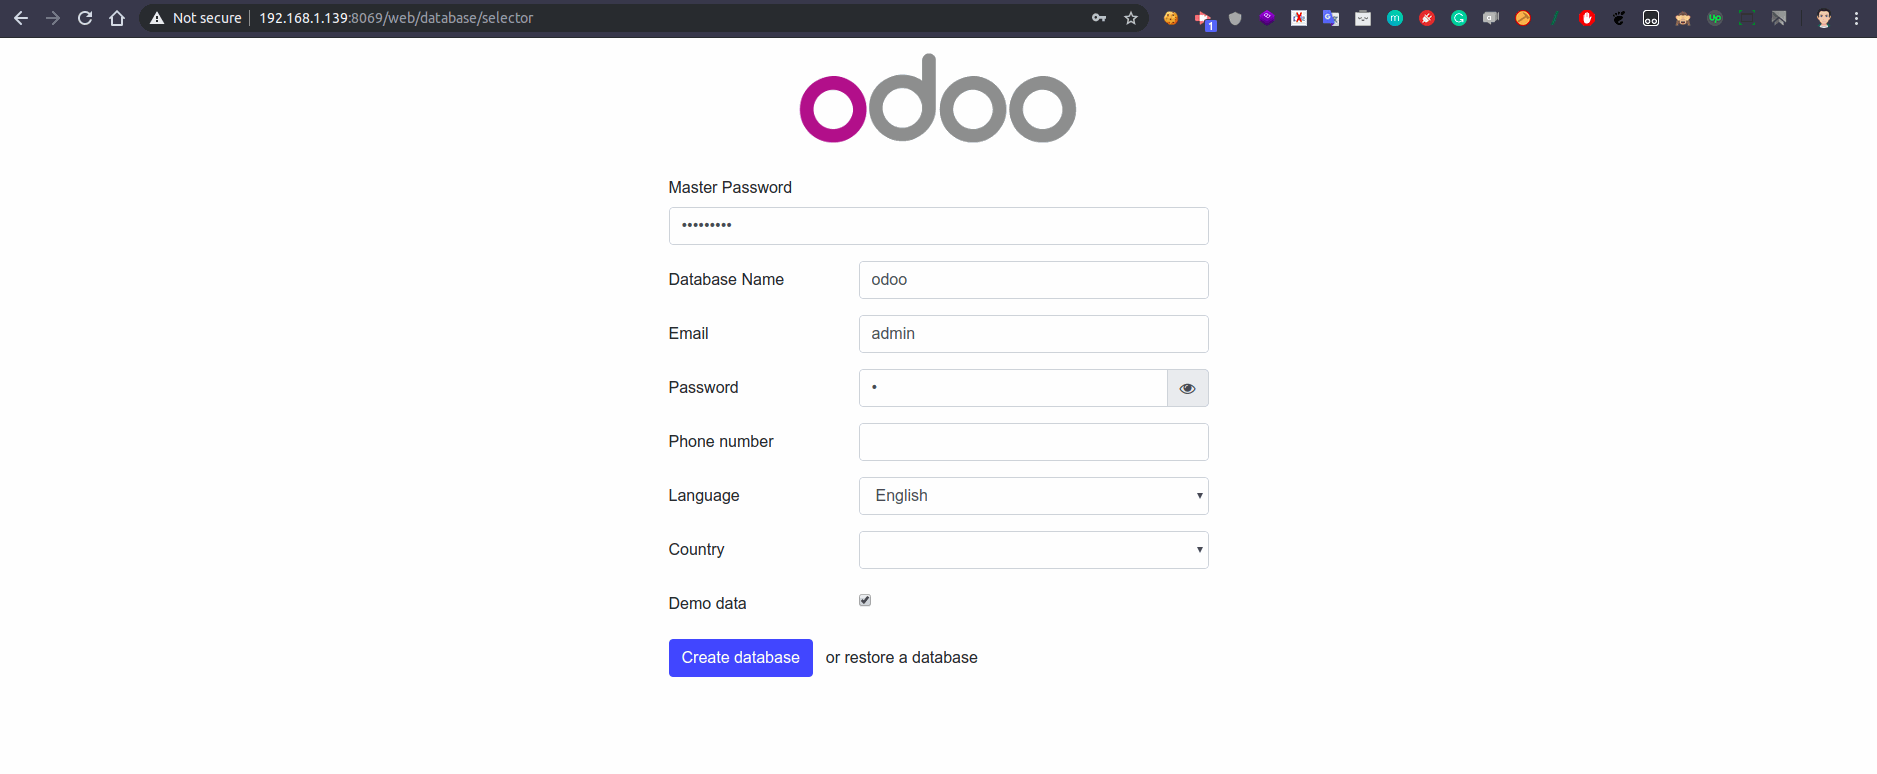 Not secure | 192.168.1.139:8069/web/database/selector
1
odoo
Master Password
•••••••••
Database Name
odoo
Email
admin
Password
•
Phone number
Language
English
Country
Demo data
Create database or restore a database